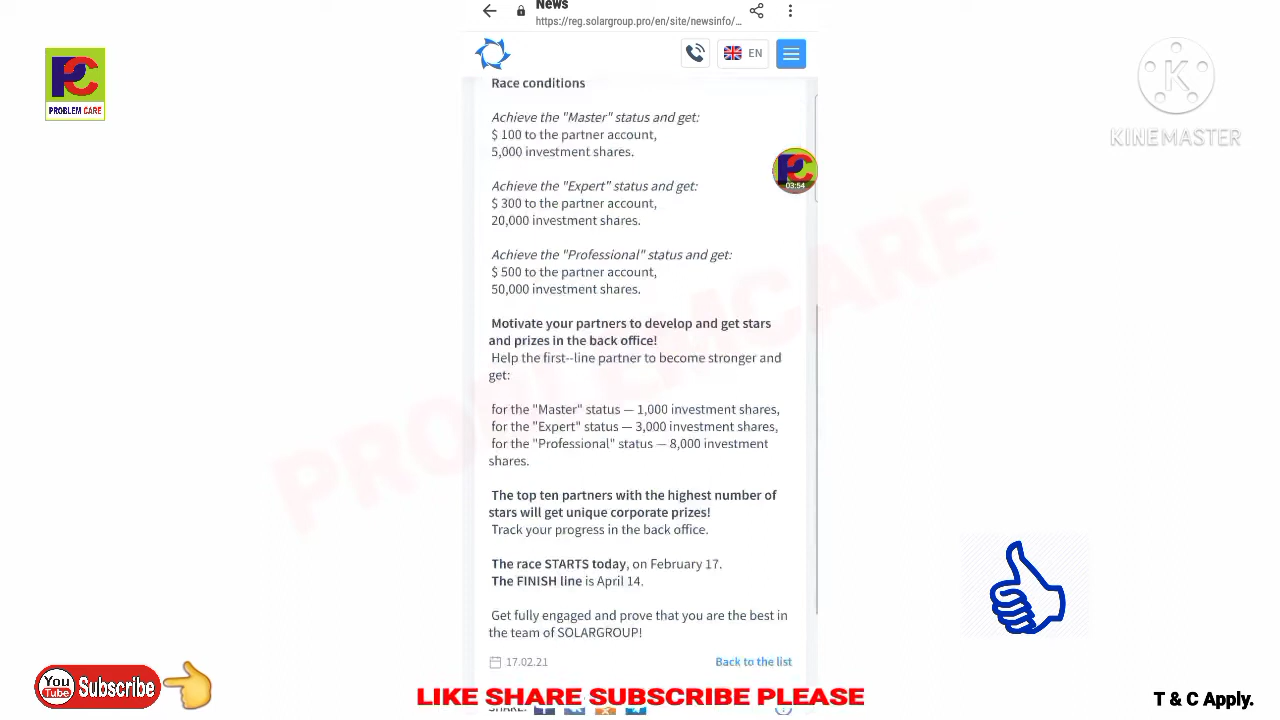 News
https://reg.solargroup.pro/en/site/newsinfo/...
EN
PC
PROBLEM CARE
K
KINEMASTER
Race conditions
Achieve the "Master" status and get:
$ 100 to the partner account,
5,000 investment shares.
PC
03:54
Achieve the "Expert" status and get:
$ 300 to the partner account,
20,000 investment shares.
Achieve the "Professional" status and get:
$ 500 to the partner account,
50,000 investment shares.
Motivate your partners to develop and get stars
and prizes in the back office!
Help the first--line partner to become stronger and
get:
for the "Master" status — 1,000 investment shares,
for the "Expert" status — 3,000 investment shares,
for the "Professional" status — 8,000 investment
shares.
PROBLEMCARE
The top ten partners with the highest number of
stars will get unique corporate prizes!
Track your progress in the back office.
The race STARTS today, on February 17.
The FINISH line is April 14.
Get fully engaged and prove that you are the best in
the team of SOLARGROUP!
17.02.21
Back to the list
You
Tube
Subscribe
LIKE SHARE SUBSCRIBE PLEASE
T & C Apply.
SHARE: